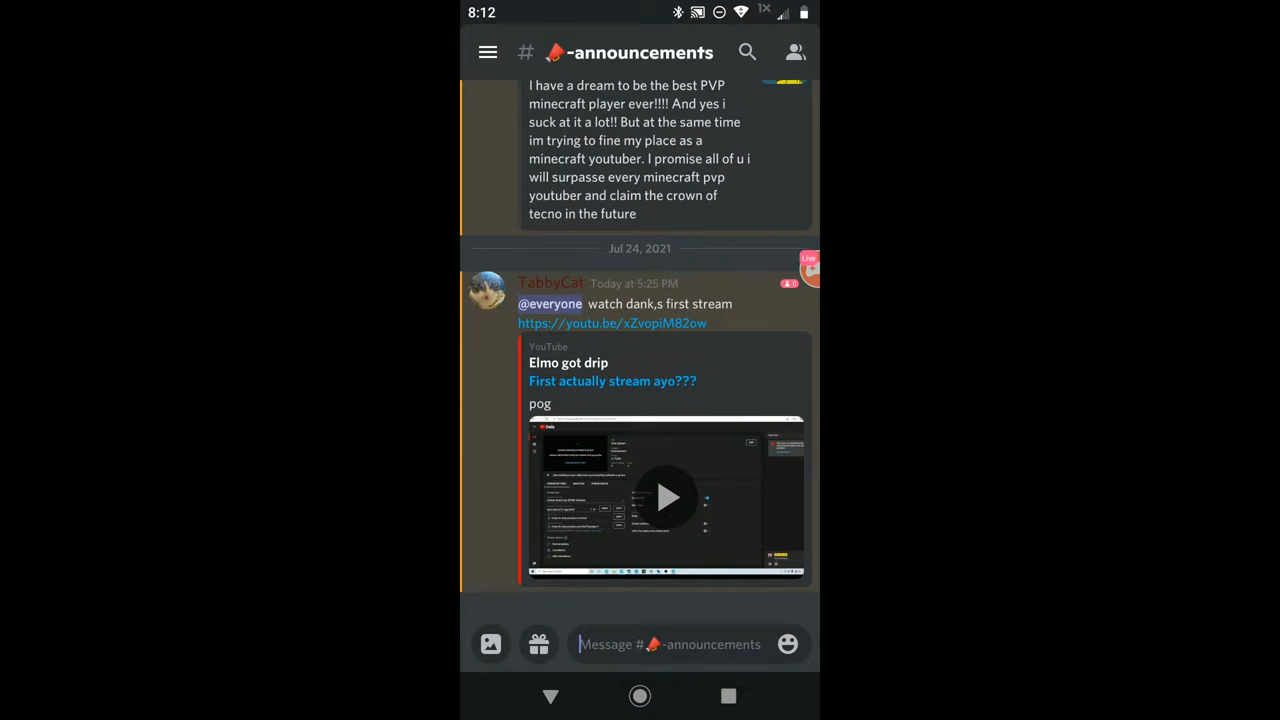 8:12
1X
# -announcements
I have a dream to be the best PVP
minecraft player ever!!!! And yes i
suck at it a lot!! But at the same time
im trying to fine my place as a
minecraft youtuber. I promise all of u i
will surpasse every minecraft pvp
youtuber and claim the crown of
tecno in the future
Jul 24, 2021
Live
TabbyCat Today at 5:25 PM
0
@everyone watch dank,s first stream
https://youtu.be/xZvopiM82ow
YouTube
Elmo got drip
First actually stream ayo???
pog
Message # -announcements